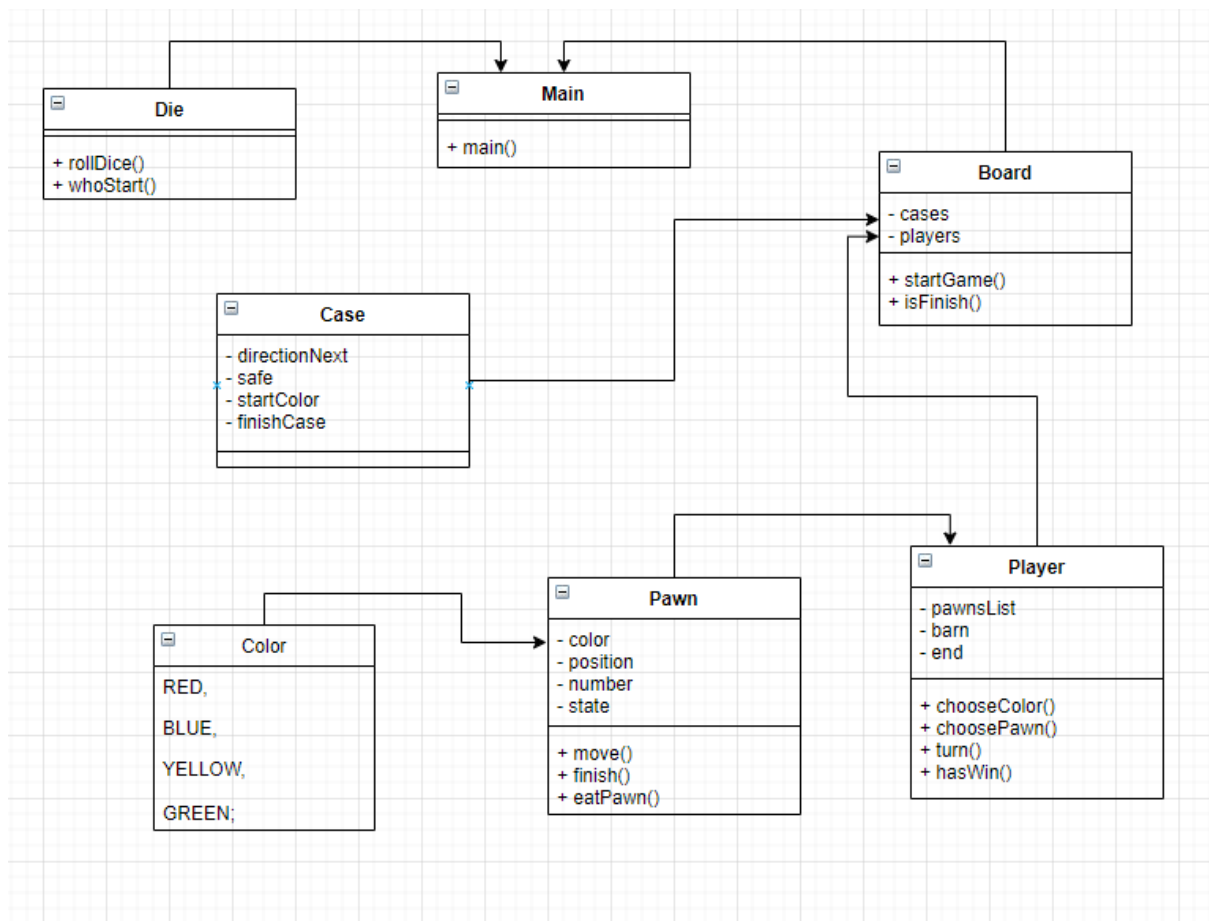 Die
+ rollDice()
+ whoStart()
Main
+ main()
Board
- cases
- players
+ startGame()
+ isFinish()
Case
- directionNext
- safe
- startColor
- finishCase
Color
RED,
BLUE,
YELLOW,
GREEN;
Pawn
- color
- position
- number
- state
+ move()
+ finish()
+ eatPawn()
Player
- pawnsList
- barn
- end
+ chooseColor()
+ choosePawn()
+ turn()
+ hasWin()